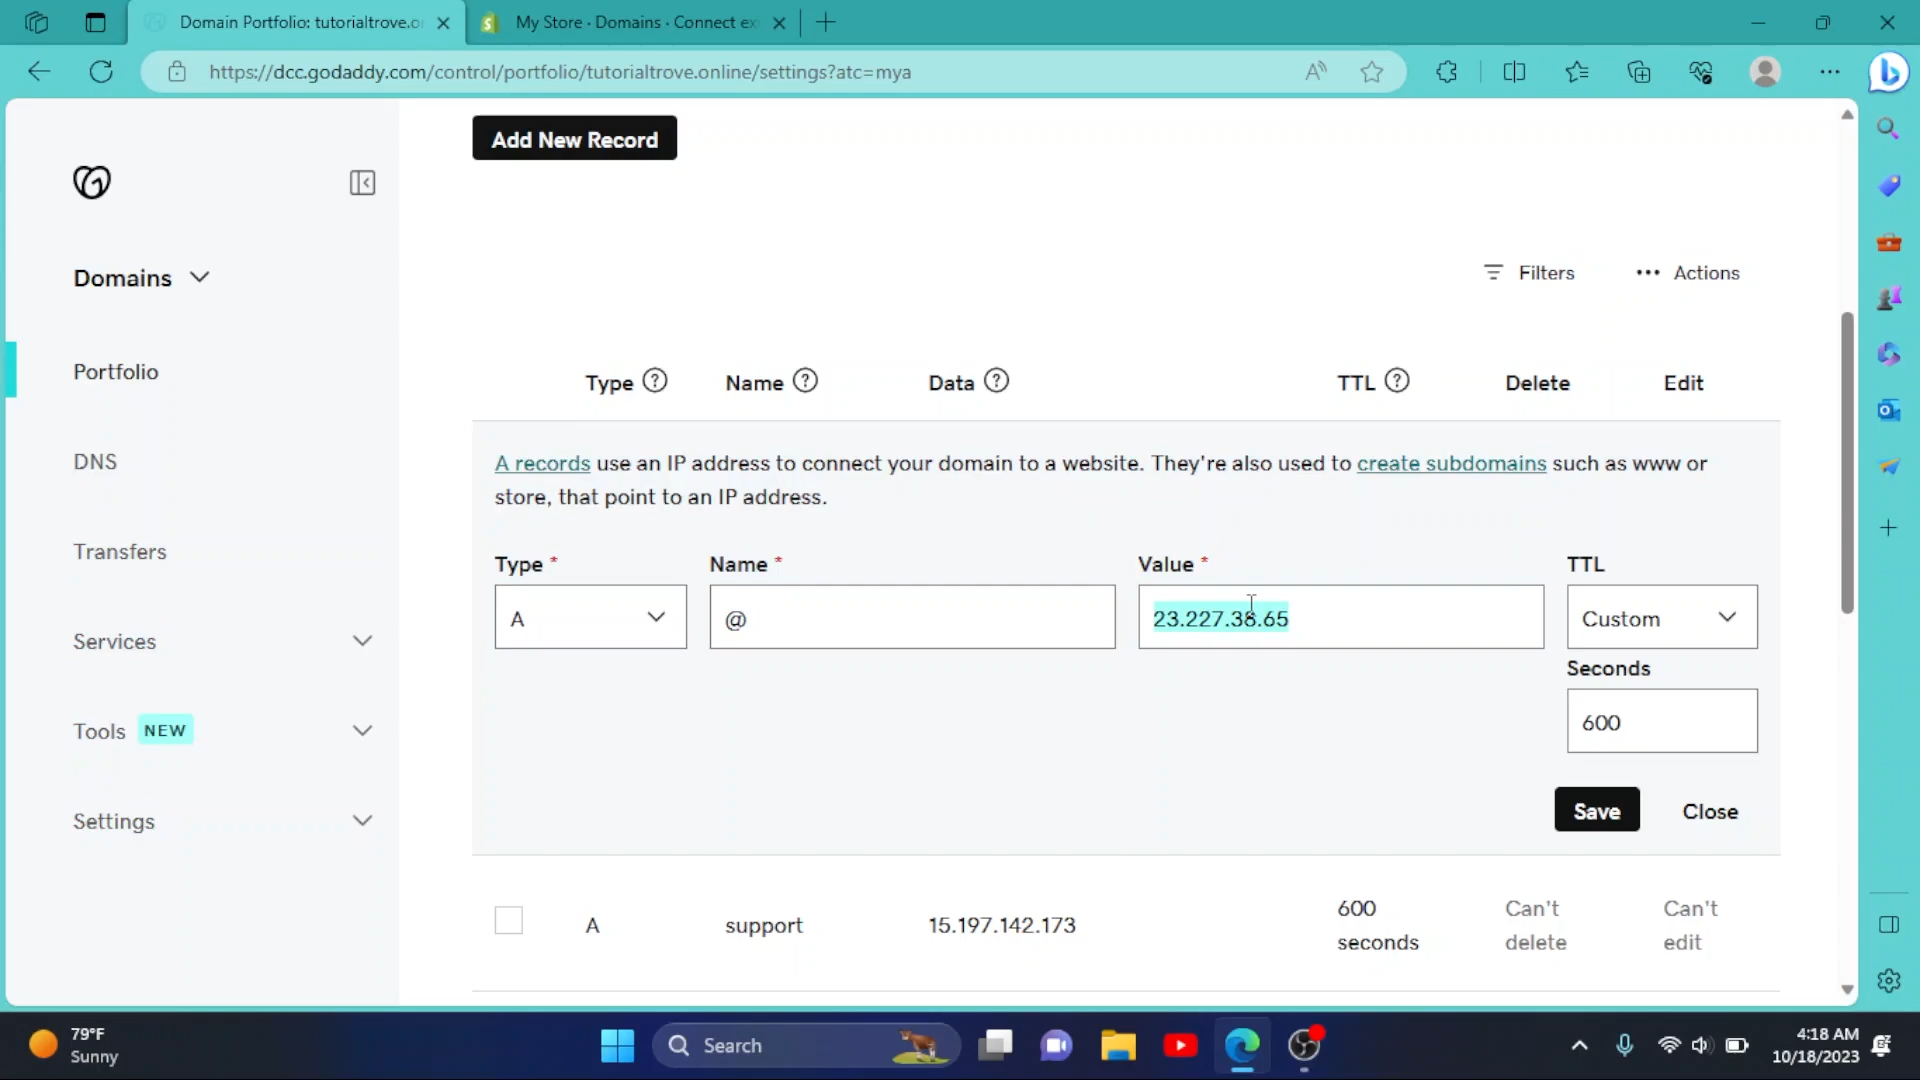 Domain Portfolio: tutorialtrove.o
My Store · Domains · Connect ex
https://dcc.godaddy.com/control/portfolio/tutorialtrove.online/settings?atc=mya
Add New Record
Domains
Filters
Actions
Portfolio
Type
Name
Data
TTL
Delete
Edit
DNS
A records use an IP address to connect your domain to a website. They're also used to create subdomains such as www or
store, that point to an IP address.
Transfers
Type *
Name *
Value *
TTL
A
@
23.227.38.65
Custom
Services
Seconds
600
Tools NEW
Settings
Save
Close
A
support
15.197.142.173
600
seconds
Can't
delete
Can't
edit
79°F
Sunny
Search
4:18 AM
10/18/2023